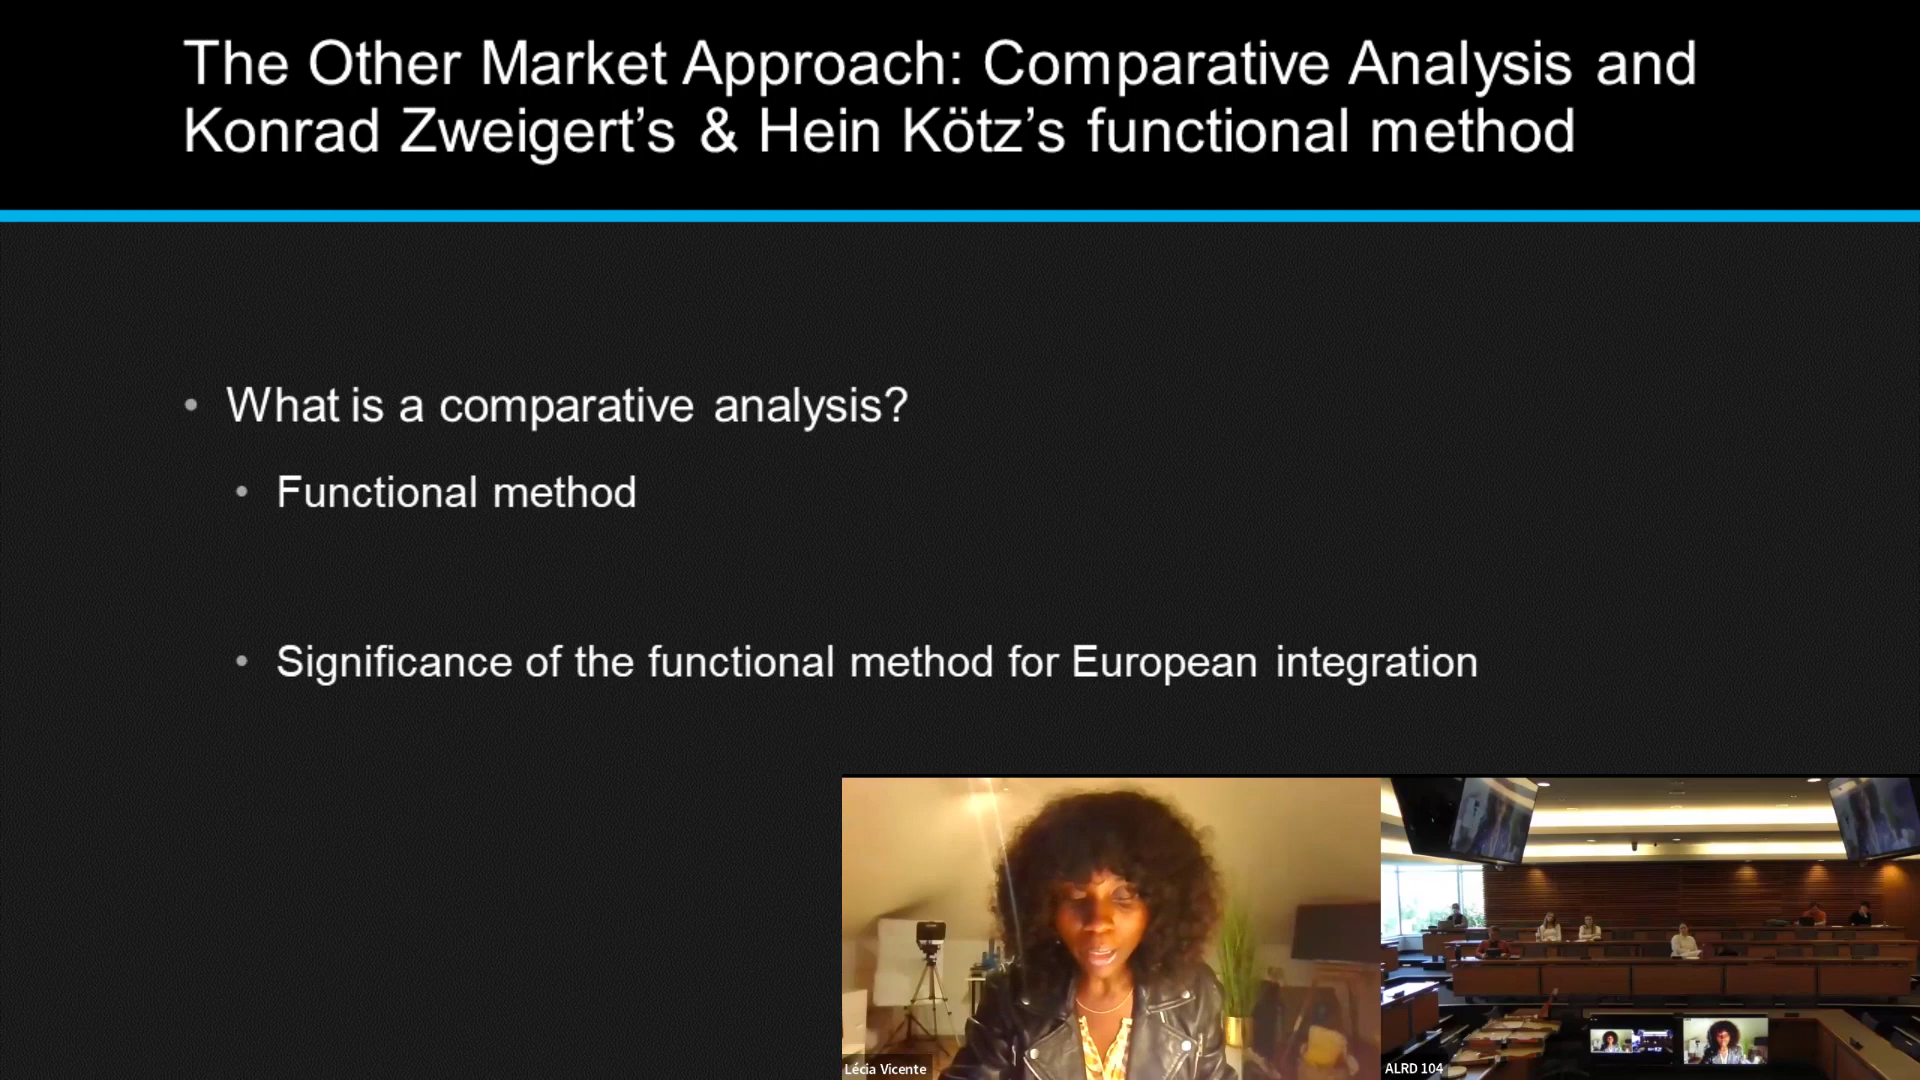 The Other Market Approach: Comparative Analysis and
Konrad Zweigert’s & Hein Kötz’s functional method
• What is a comparative analysis?
• Functional method
• Significance of the functional method for European integration
Lécia Vicente
ALRD 104